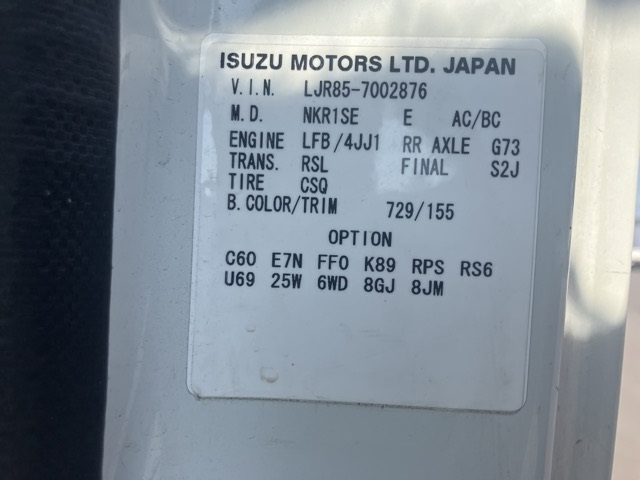 ISUZU MOTORS LTD. JAPAN
V.I.N. LJR85-7002876
M.D. NKR1SE E AC/BC
ENGINE LFB/4JJ1 RR AXLE G73
TRANS. RSL FINAL S2J
TIRE CSQ
B.COLOR/TRIM 729/155
OPTION
C60 E7N FF0 K89 RPS RS6
U69 25W 6WD 8GJ 8JM